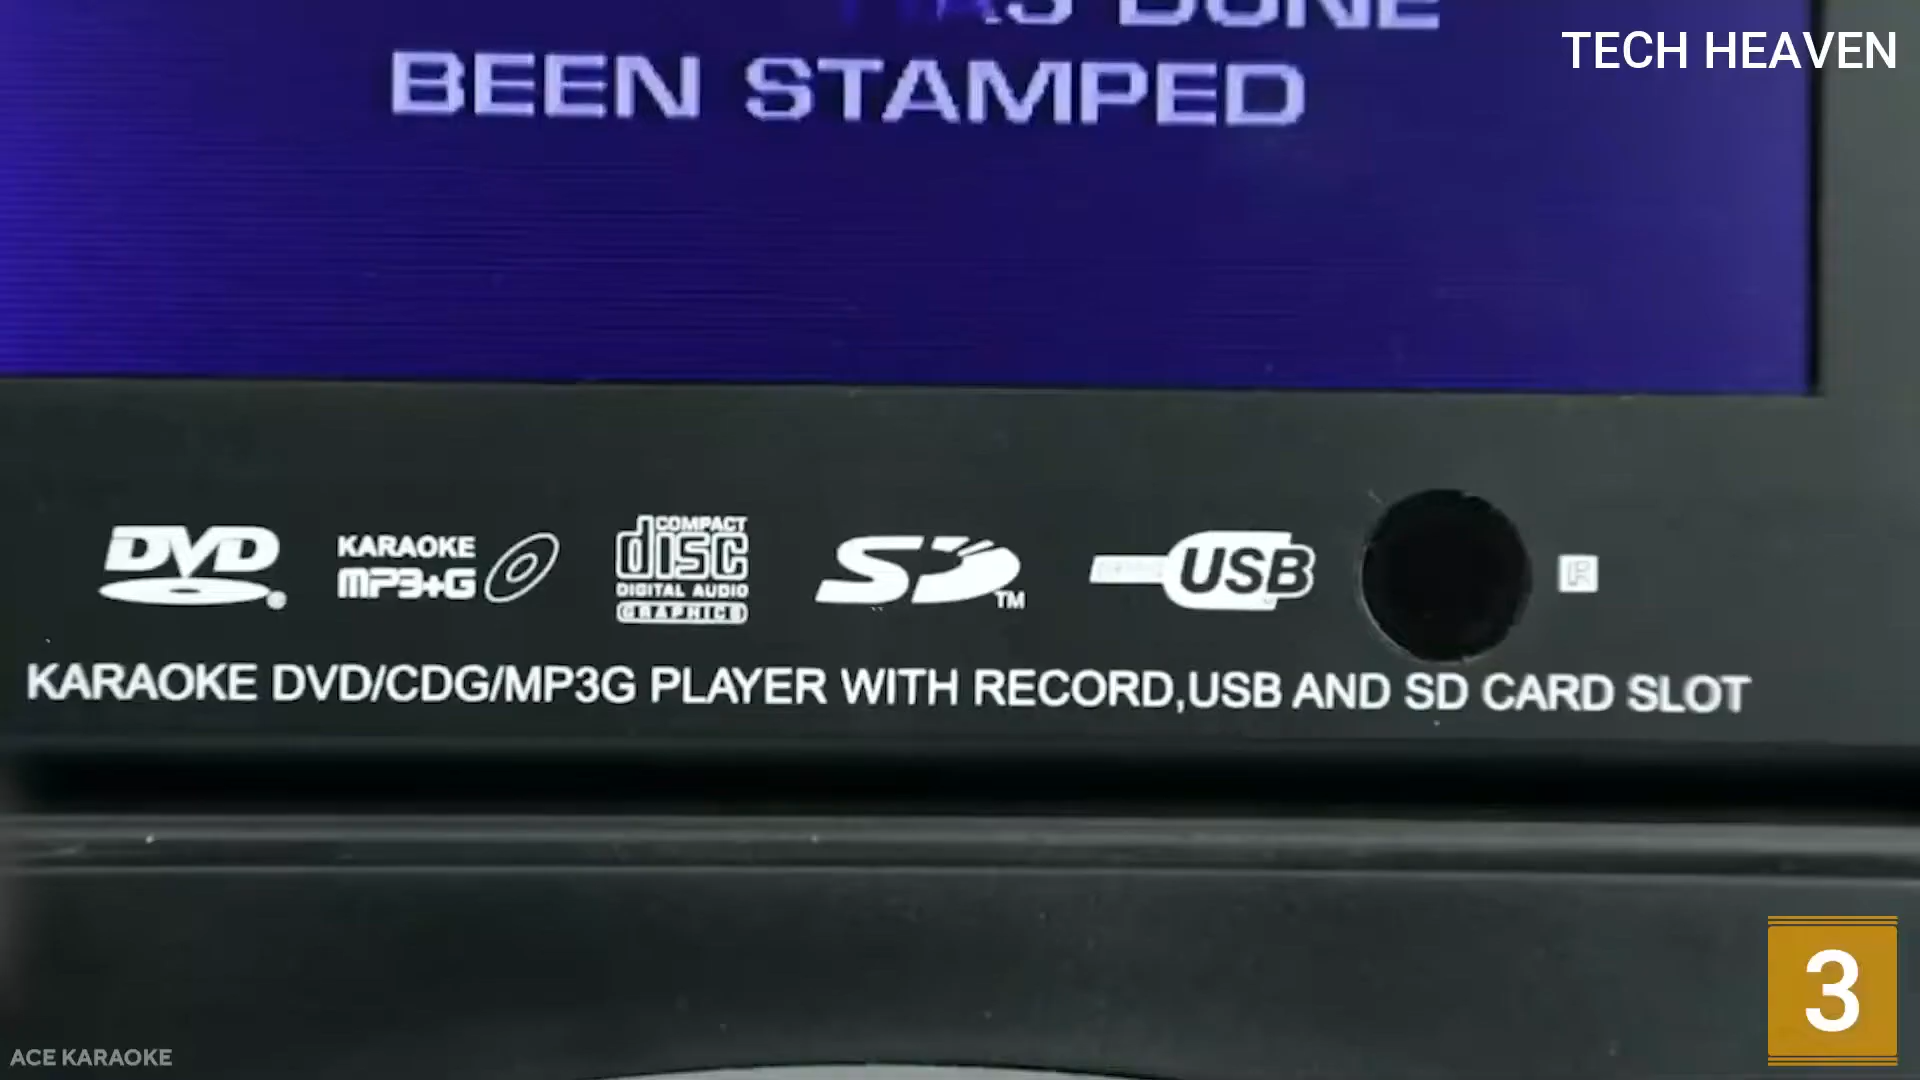 DONE
TECH HEAVEN
BEEN STAMPED
DVD
KARAOKE
MP3+G
COMPACT
disc
DIGITAL AUDIO
GRAPHICS
SD
TM
USB
R
KARAOKE DVD/CDG/MP3G PLAYER WITH RECORD,USB AND SD CARD SLOT
3
ACE KARAOKE